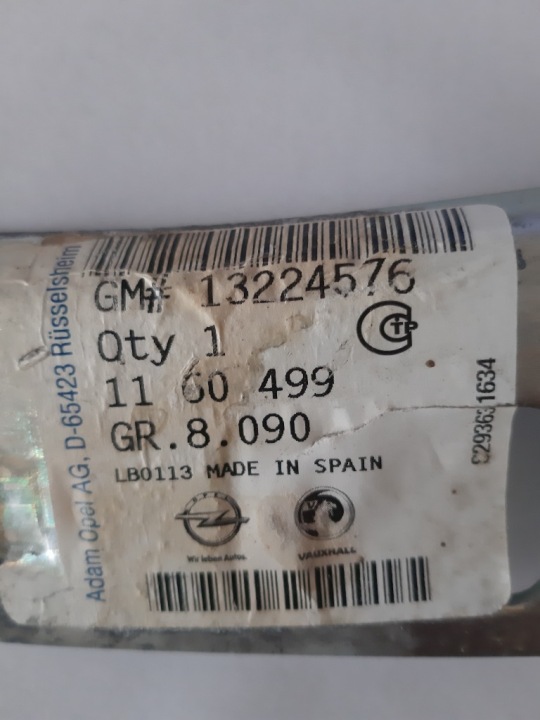 GM# 13224576
Qty 1
11 60 499
GR.8.090
LB0113 MADE IN SPAIN
OPEL
Wir leben Autos.
VAUXHALL
Adam Opel AG, D-65423 Rüsselsheim